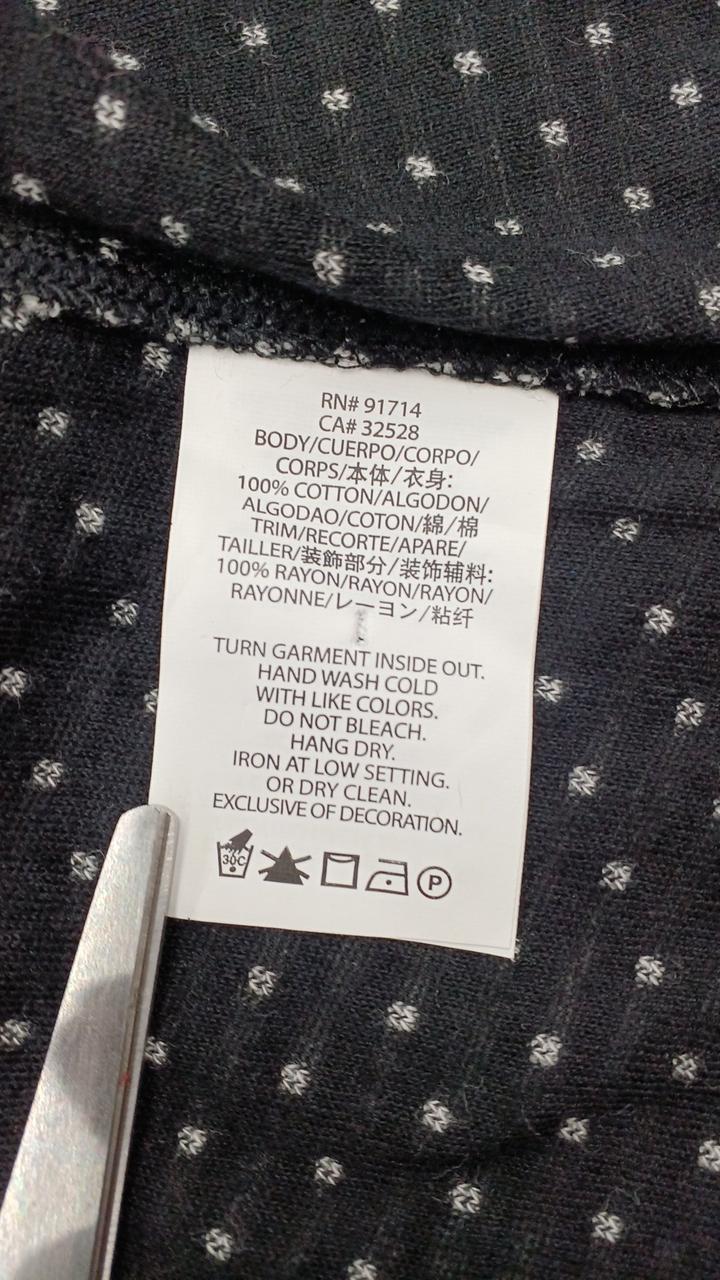 RN# 91714
CA# 32528
BODY/CUERPO/CORPO/
CORPS/本体/衣身:
100% COTTON/ALGODON/
ALGODAO/COTON/綿/棉
TRIM/RECORTE/APARE/
TAILLER/装飾部分/装饰辅料:
100% RAYON/RAYON/RAYON/
RAYONNE/レーヨン/粘纤
TURN GARMENT INSIDE OUT.
HAND WASH COLD
WITH LIKE COLORS.
DO NOT BLEACH.
HANG DRY.
IRON AT LOW SETTING.
OR DRY CLEAN.
EXCLUSIVE OF DECORATION.
30C P